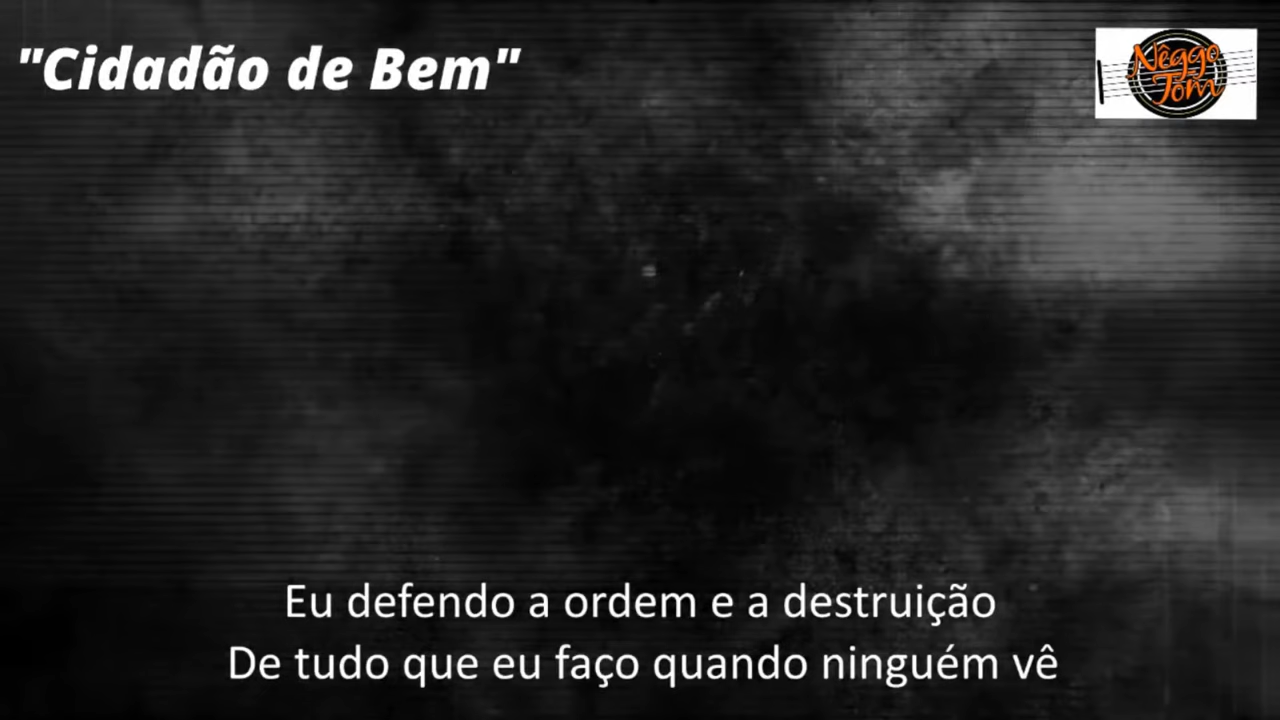 "Cidadão de Bem"
Nêggo
Tom
Eu defendo a ordem e a destruição
De tudo que eu faço quando ninguém vê